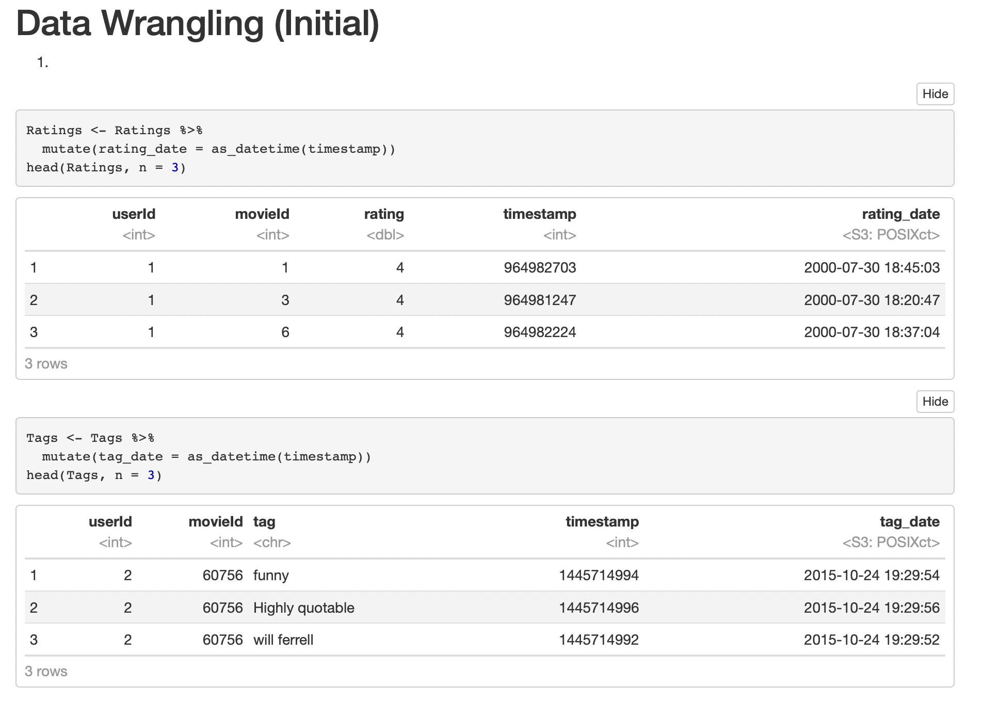 Data Wrangling (Initial)
1.
Hide
Ratings <- Ratings %>%
  mutate(rating_date = as_datetime(timestamp))
head(Ratings, n = 3)
userId movieId rating timestamp rating_date
<int> <int> <dbl> <int> <S3: POSIXct>
1 1 1 4 964982703 2000-07-30 18:45:03
2 1 3 4 964981247 2000-07-30 18:20:47
3 1 6 4 964982224 2000-07-30 18:37:04
3 rows
Hide
Tags <- Tags %>%
  mutate(tag_date = as_datetime(timestamp))
head(Tags, n = 3)
userId movieId tag timestamp tag_date
<int> <int> <chr> <int> <S3: POSIXct>
1 2 60756 funny 1445714994 2015-10-24 19:29:54
2 2 60756 Highly quotable 1445714996 2015-10-24 19:29:56
3 2 60756 will ferrell 1445714992 2015-10-24 19:29:52
3 rows